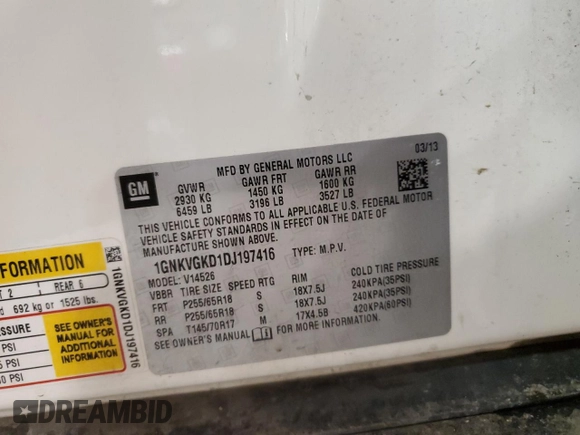 03/13
MFD BY GENERAL MOTORS LLC
GM
GVWR GAWR FRT GAWR RR
2930 KG 1450 KG 1600 KG
6459 LB 3196 LB 3527 LB
THIS VEHICLE CONFORMS TO ALL APPLICABLE U.S. FEDERAL MOTOR
VEHICLE SAFETY STANDARDS IN EFFECT ON THE DATE OF
MANUFACTURE SHOWN ABOVE.
1GNKVGKD1DJ197416 TYPE: M.P.V.
MODEL: V14526
VBBR TIRE SIZE SPEED RTG RIM COLD TIRE PRESSURE
FRT P255/65R18 S 18X7.5J 240KPA(35PSI)
RR P255/65R18 S 18X7.5J 240KPA(35PSI)
SPA T145/70R17 M 17X4.5B 420KPA(60PSI)
SEE OWNER'S MANUAL FOR MORE INFORMATION.
FORMATION
2 REAR 6
692 kg or 1525 lbs.
PSI
PSI
PSI
SEE OWNER'S
MANUAL FOR
ADDITIONAL
INFORMATION
1GNKVGKD1DJ197416
DREAMBID